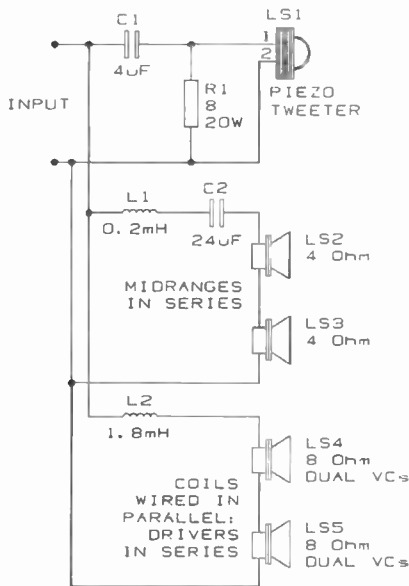 C1
4uF
INPUT
R1
8
20W
LS1
1
2
PIEZO
TWEETER
L1
0.2mH
C2
24uF
MIDRANGES
IN SERIES
LS2
4 Ohm
LS3
4 Ohm
L2
1.8mH
COILS
WIRED IN
PARALLEL:
DRIVERS
IN SERIES
LS4
8 Ohm
DUAL VCs
LS5
8 Ohm
DUAL VCs